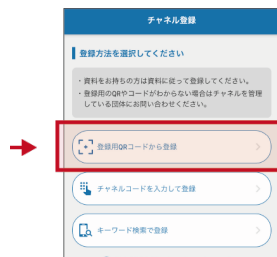 チャネル登録
登録方法を選択してください
・資料をお持ちの方は資料に従って登録してください。
・登録用のQRやコードがわからない場合はチャネルを管理
している団体にお問い合わせください。
登録用QRコードから登録
チャネルコードを入力して登録
キーワード検索で登録